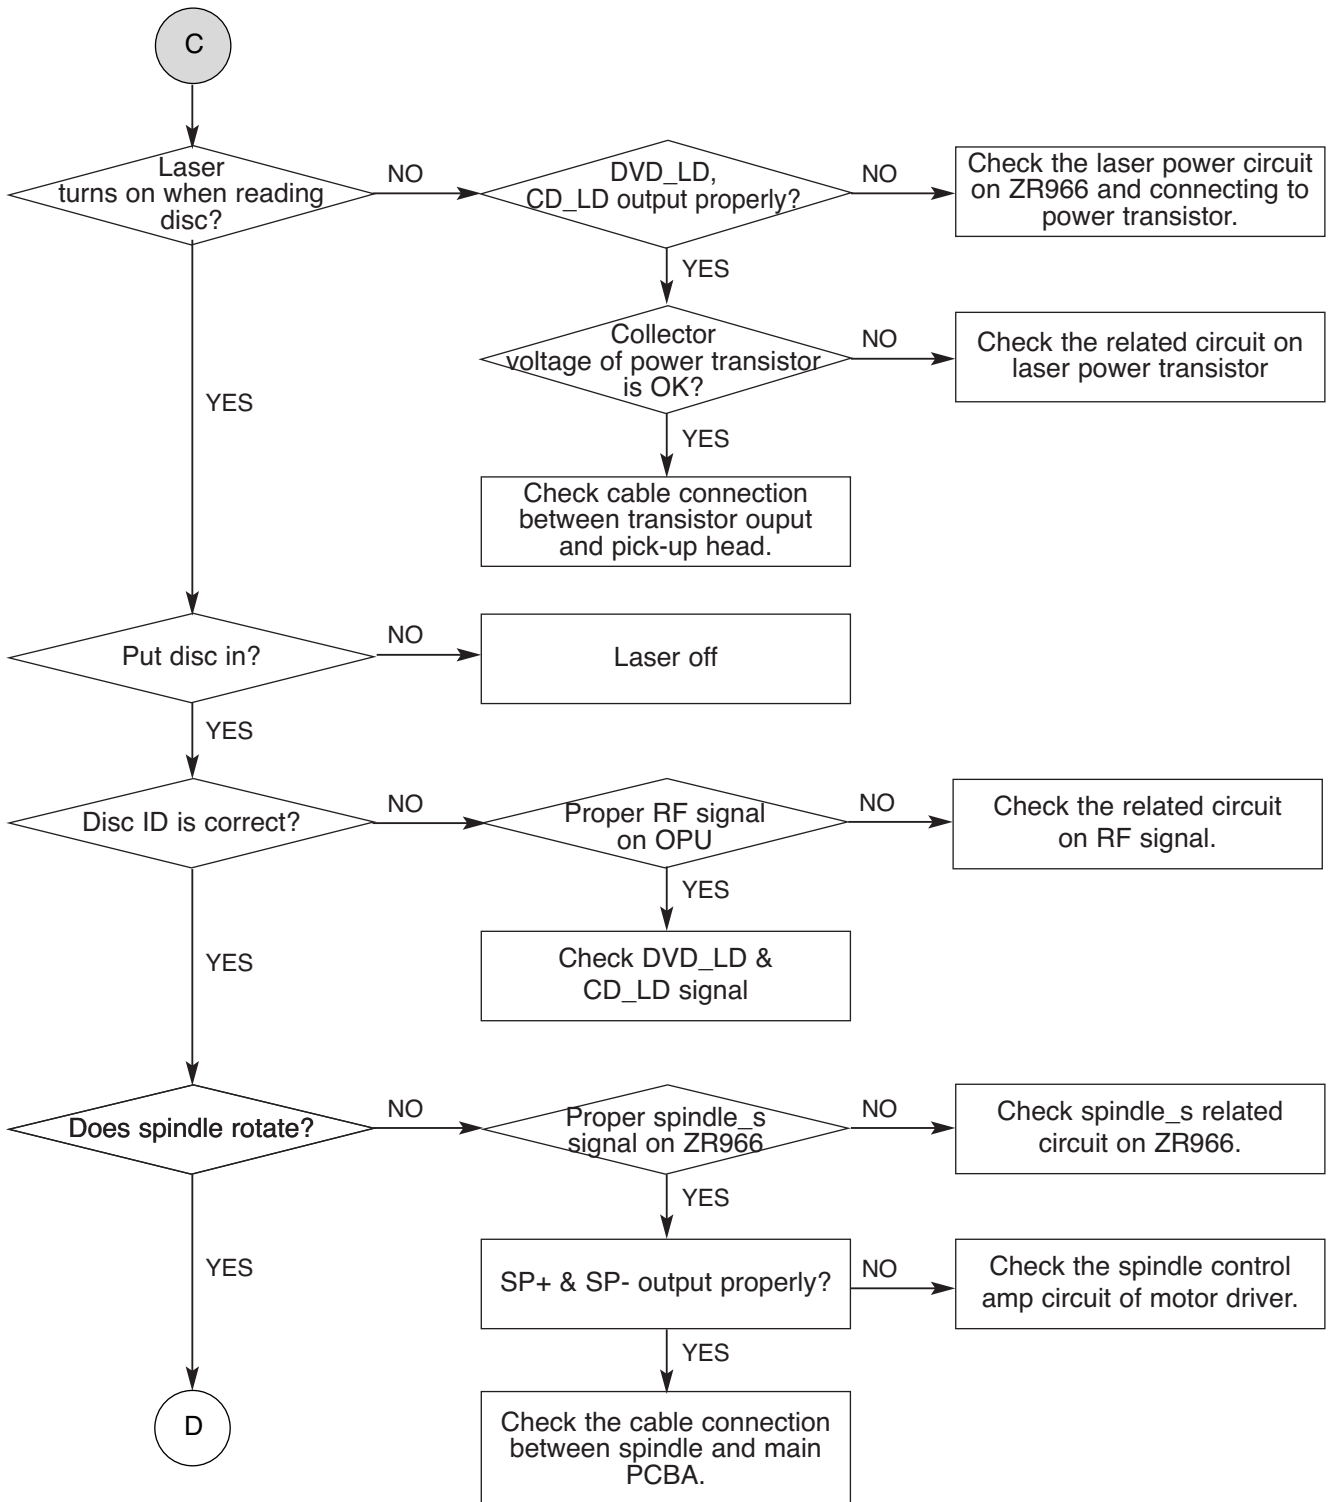 C
Laser
turns on when reading
disc?
NO
DVD_LD,
CD_LD output properly?
NO
Check the laser power circuit
on ZR966 and connecting to
power transistor.
YES
Collector
voltage of power transistor
is OK?
NO
Check the related circuit on
laser power transistor
YES
YES
Check cable connection
between transistor ouput
and pick-up head.
Put disc in?
NO
Laser off
YES
Disc ID is correct?
NO
Proper RF signal
on OPU
NO
Check the related circuit
on RF signal.
YES
Check DVD_LD &
CD_LD signal
YES
Does spindle rotate?
NO
Proper spindle_s
signal on ZR966
NO
Check spindle_s related
circuit on ZR966.
YES
SP+ & SP- output properly?
NO
Check the spindle control
amp circuit of motor driver.
YES
YES
Check the cable connection
between spindle and main
PCBA.
D